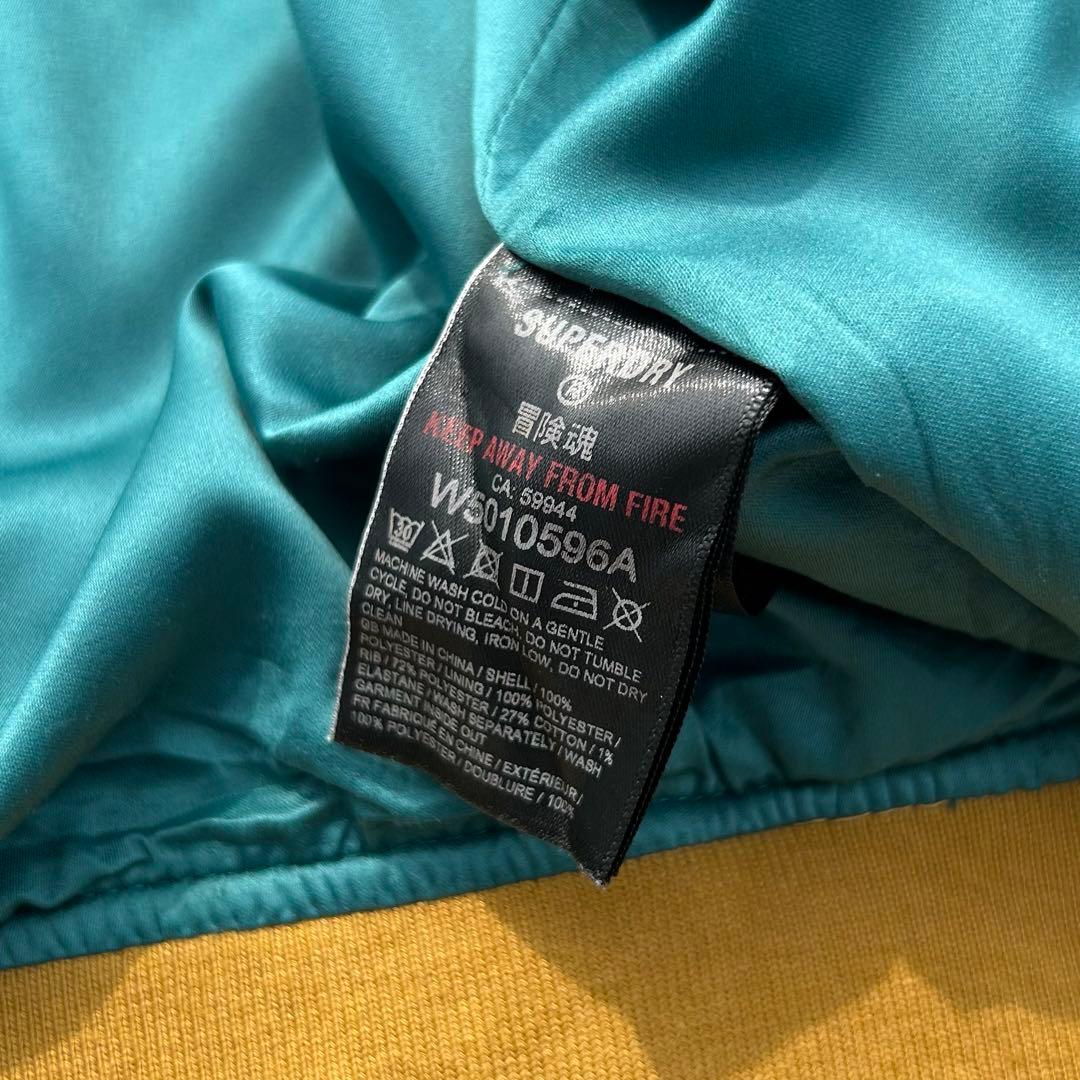 SUPERDRY
®
冒険魂
KEEP AWAY FROM FIRE
CA: 59944
W5010596A
30
MACHINE WASH COLD ON A GENTLE
CYCLE, DO NOT BLEACH, DO NOT TUMBLE
DRY, LINE DRYING, IRON LOW, DO NOT DRY
CLEAN
GB MADE IN CHINA / SHELL / 100%
POLYESTER / LINING / 100% POLYESTER /
RIB / 72% POLYESTER / 27% COTTON / 1%
ELASTANE / WASH SEPARATELY / WASH
GARMENT INSIDE OUT
FR FABRIQUÉ EN CHINE / EXTÉRIEUR /
100% POLYESTER / DOUBLURE / 100%